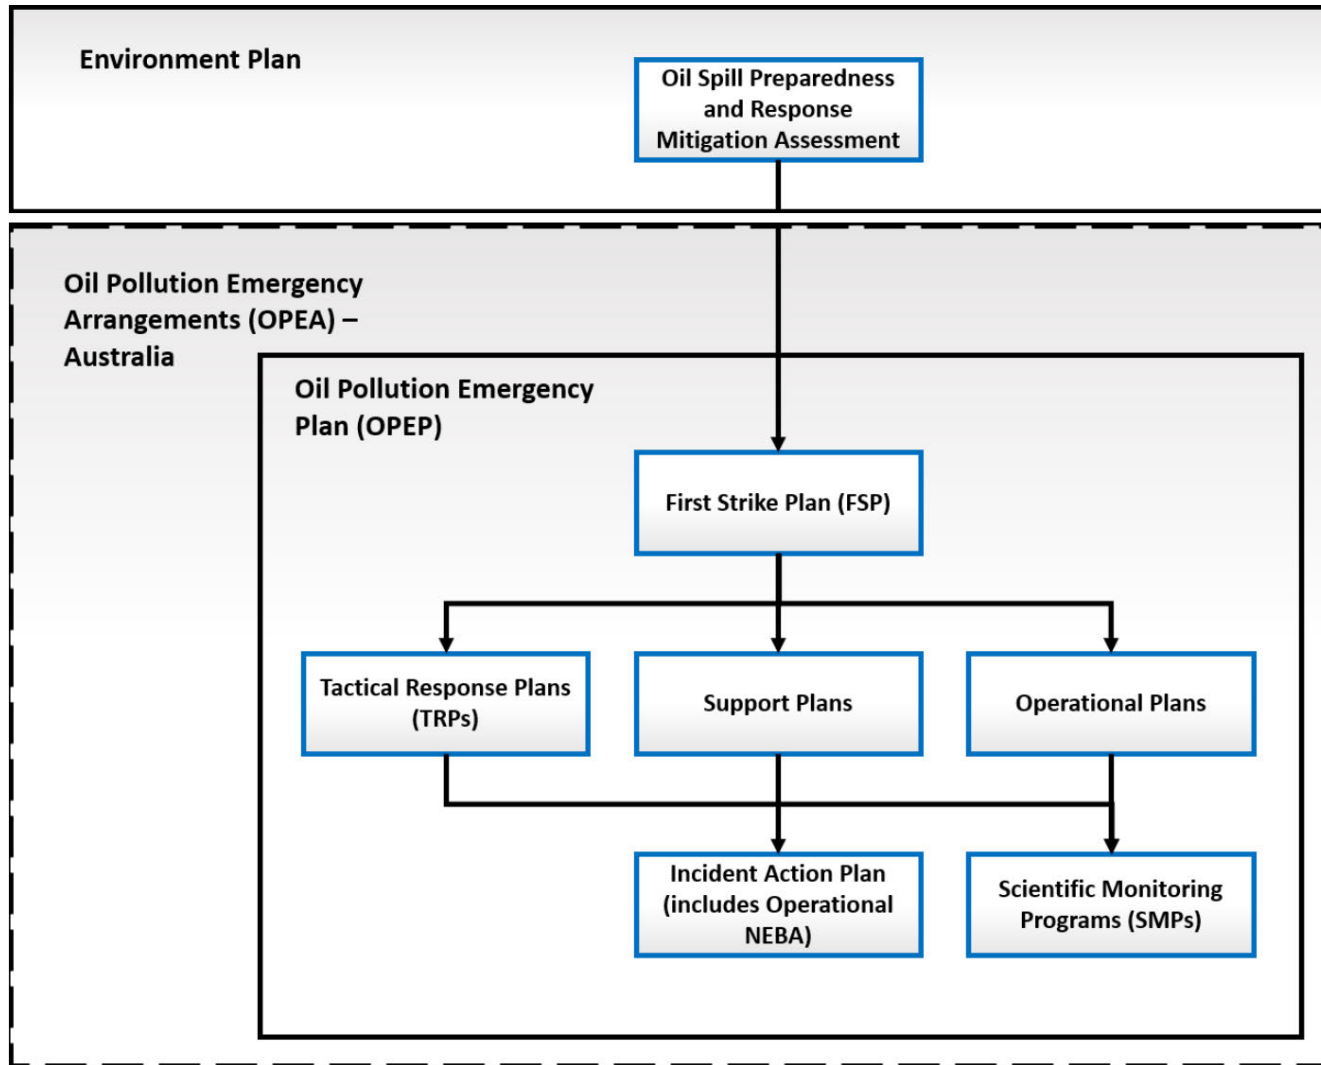 Environment Plan
Oil Spill Preparedness
and Response
Mitigation Assessment
Oil Pollution Emergency
Arrangements (OPEA) –
Australia
Oil Pollution Emergency
Plan (OPEP)
First Strike Plan (FSP)
Tactical Response Plans
(TRPs)
Support Plans
Operational Plans
Incident Action Plan
(includes Operational
NEBA)
Scientific Monitoring
Programs (SMPs)